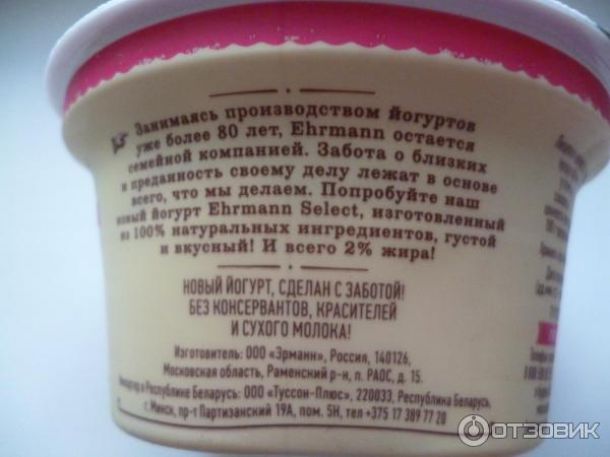 Занимаясь производством йогуртов
уже более 80 лет, Ehrmann остается
семейной компанией. Забота о близких
и преданность своему делу лежат в основе
всего, что мы делаем. Попробуйте наш
новый йогурт Ehrmann Select, изготовленный
из 100% натуральных ингредиентов, густой
и вкусный! И всего 2% жира!
НОВЫЙ ЙОГУРТ, СДЕЛАН С ЗАБОТОЙ!
БЕЗ КОНСЕРВАНТОВ, КРАСИТЕЛЕЙ
И СУХОГО МОЛОКА!
Изготовитель: ООО «Эрманн», Россия, 140126,
Московская область, Раменский р-н, п. РАОС, д. 15.
Импортер в Республике Беларусь: ООО «Туссон-Плюс», 220033, Республика Беларусь,
г. Минск, пр-т Партизанский 19А, пом. 5Н, тел +375 17 389 77 20
ОТЗОВИК